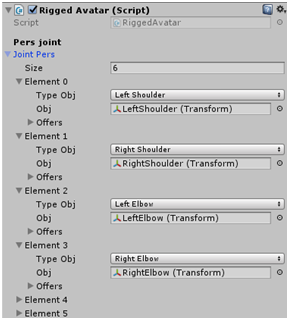 Rigged Avatar (Script)
Script RiggedAvatar
Pers joint
Joint Pers
Size 6
Element 0
Type Obj Left Shoulder
Obj LeftShoulder (Transform)
Offers
Element 1
Type Obj Right Shoulder
Obj RightShoulder (Transform)
Offers
Element 2
Type Obj Left Elbow
Obj LeftElbow (Transform)
Offers
Element 3
Type Obj Right Elbow
Obj RightElbow (Transform)
Offers
Element 4
Element 5